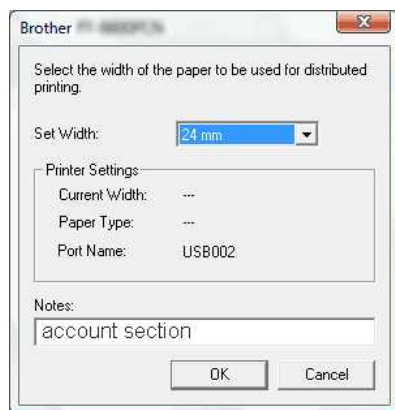 Brother
Select the width of the paper to be used for distributed
printing.
Set Width: 24 mm
Printer Settings
Current Width: ---
Paper Type: ---
Port Name: USB002
Notes:
account section
OK Cancel